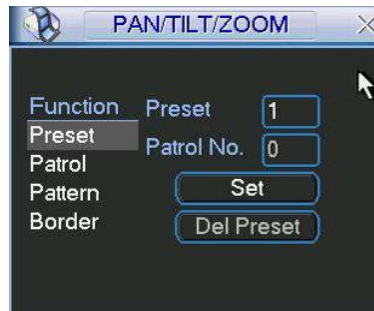 PAN/TILT/ZOOM
Function
Preset
Patrol
Pattern
Border
Preset 1
Patrol No. 0
Set
Del Preset